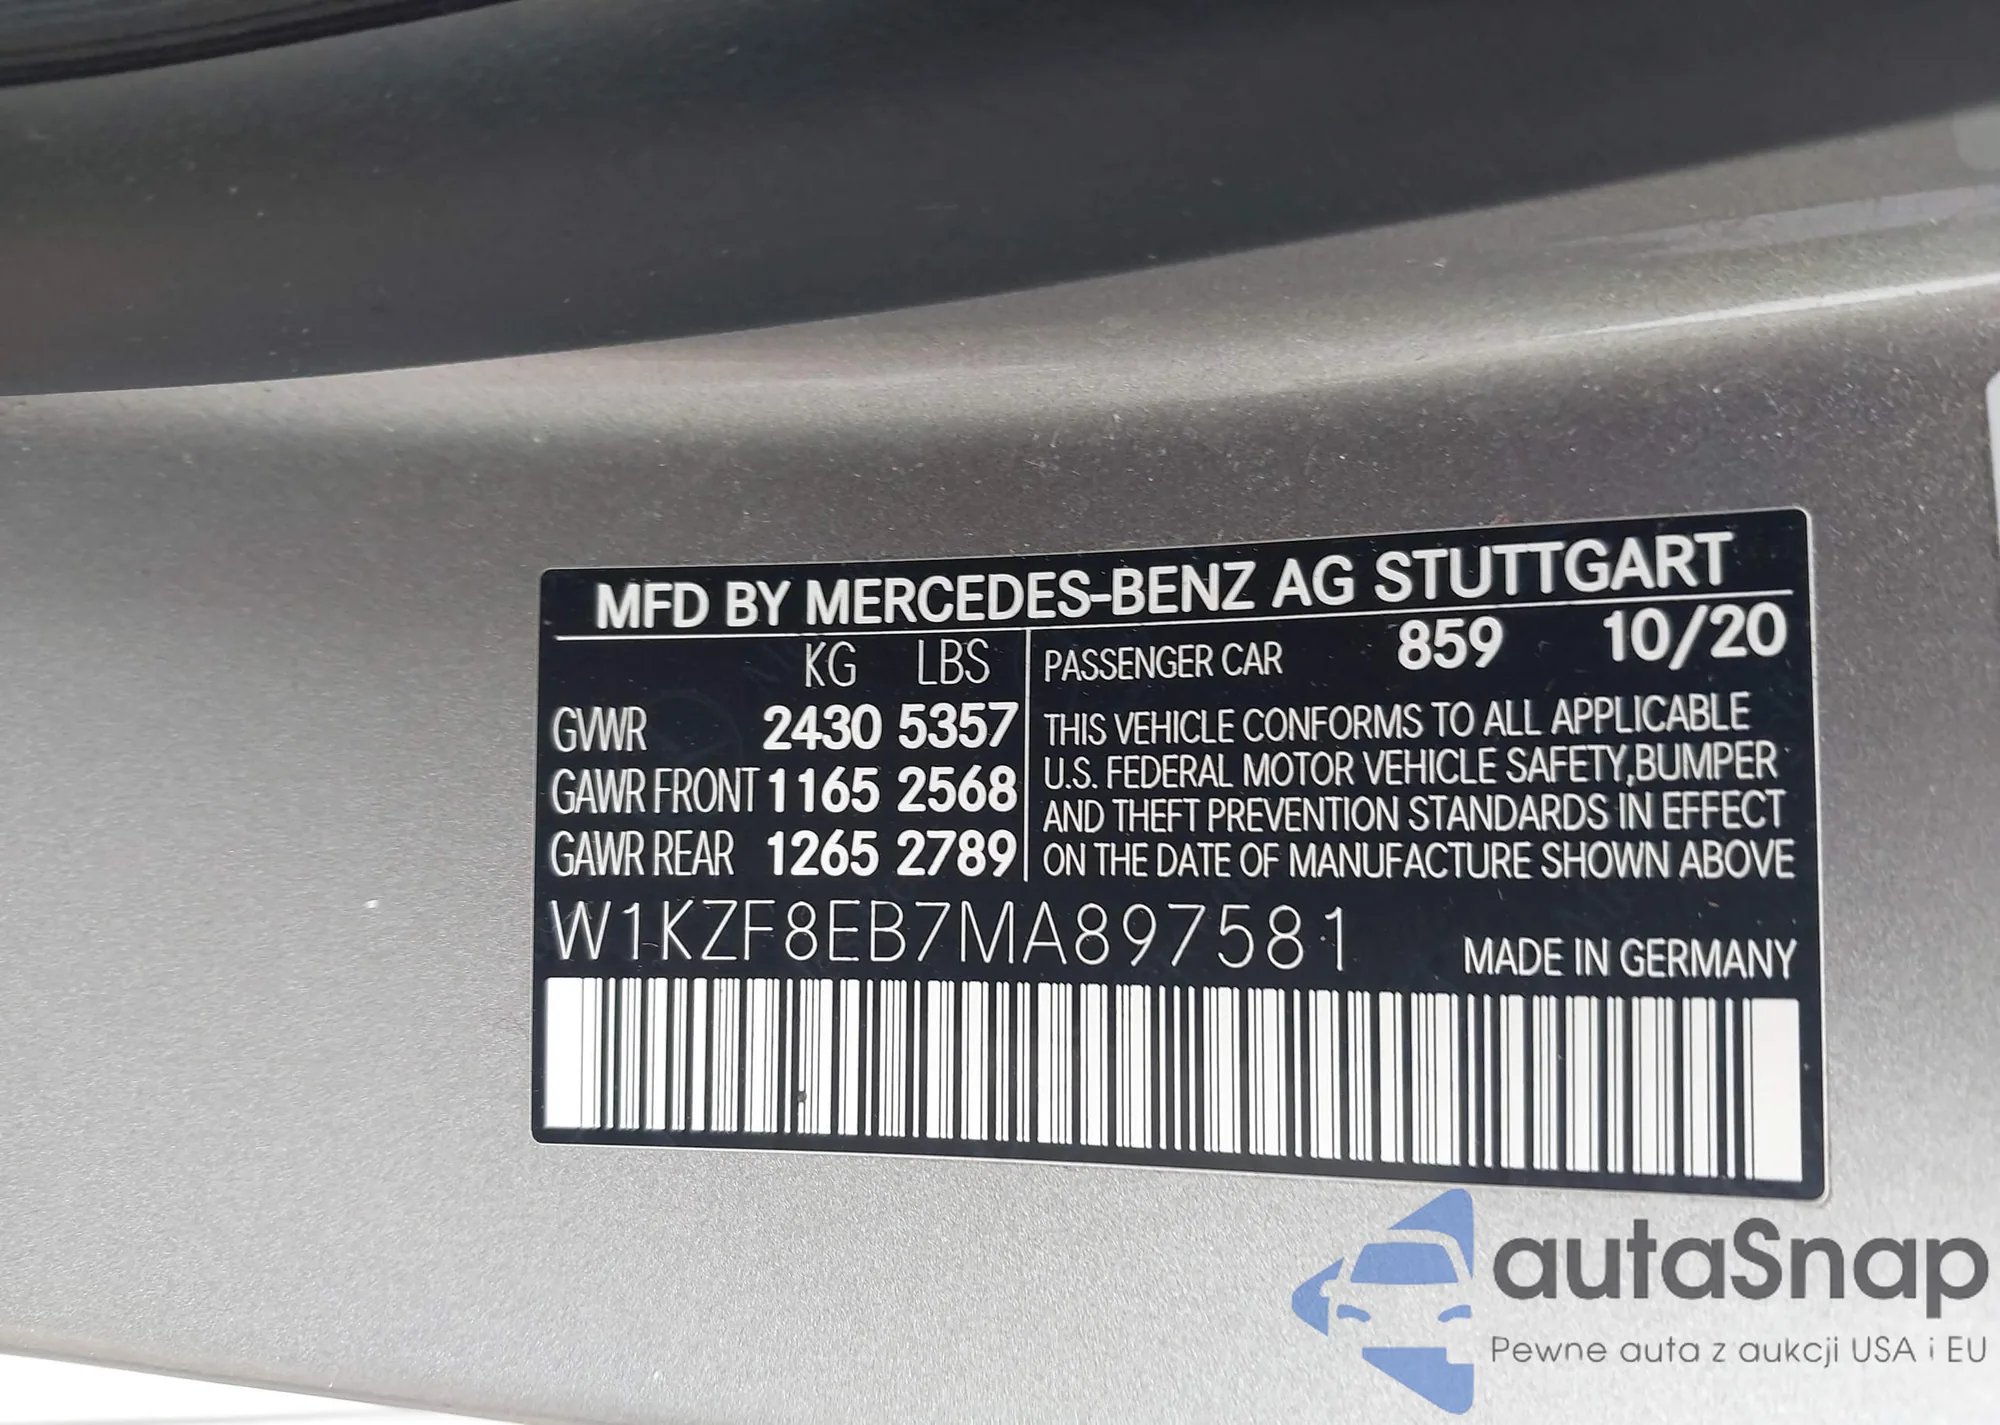 MFD BY MERCEDES-BENZ AG STUTTGART
KG LBS
GVWR 2430 5357
GAWR FRONT 1165 2568
GAWR REAR 1265 2789
PASSENGER CAR 859 10/20
THIS VEHICLE CONFORMS TO ALL APPLICABLE
U.S. FEDERAL MOTOR VEHICLE SAFETY,BUMPER
AND THEFT PREVENTION STANDARDS IN EFFECT
ON THE DATE OF MANUFACTURE SHOWN ABOVE
W1KZF8EB7MA897581
MADE IN GERMANY
autaSnap
Pewne auta z aukcji USA i EU